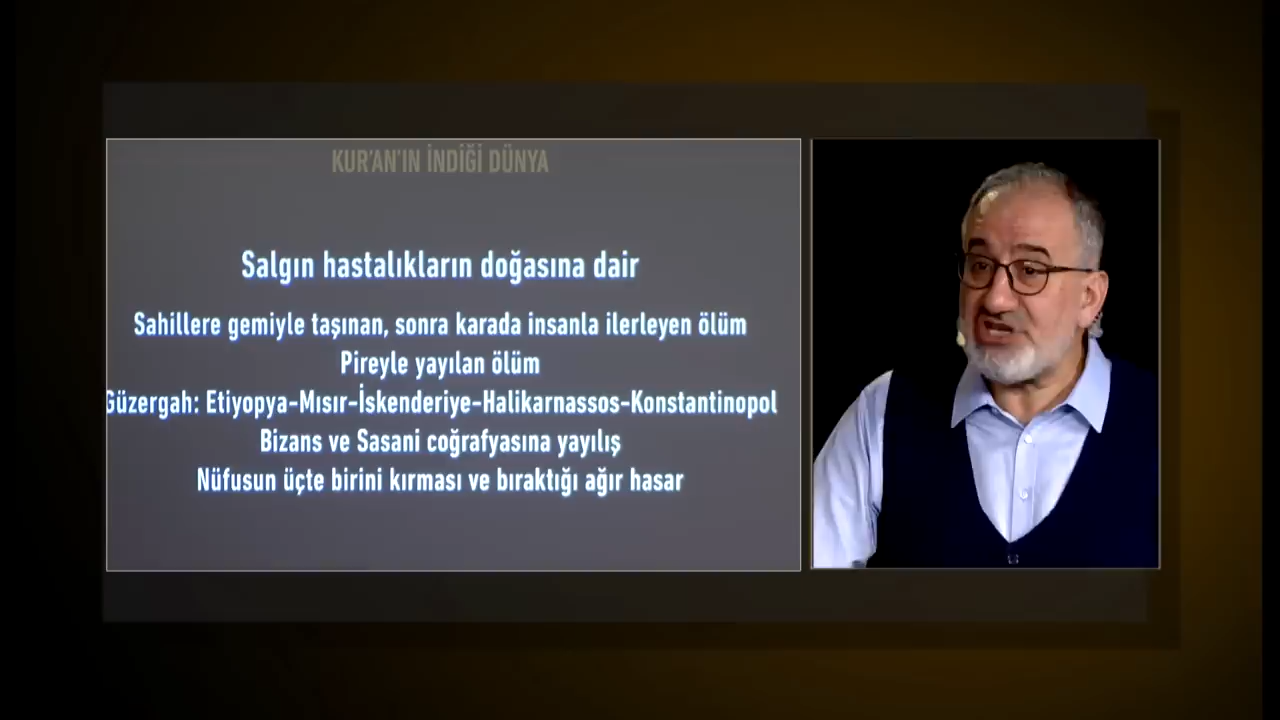 KUR'AN'IN İNDİĞİ DÜNYA
Salgın hastalıkların doğasına dair
Sahillere gemiyle taşınan, sonra karada insanla ilerleyen ölüm
Pireyle yayılan ölüm
Güzergah: Etiyopya-Mısır-İskenderiye-Halikarnassos-Konstantinopol
Bizans ve Sasani coğrafyasına yayılış
Nüfusun üçte birini kırması ve bıraktığı ağır hasar